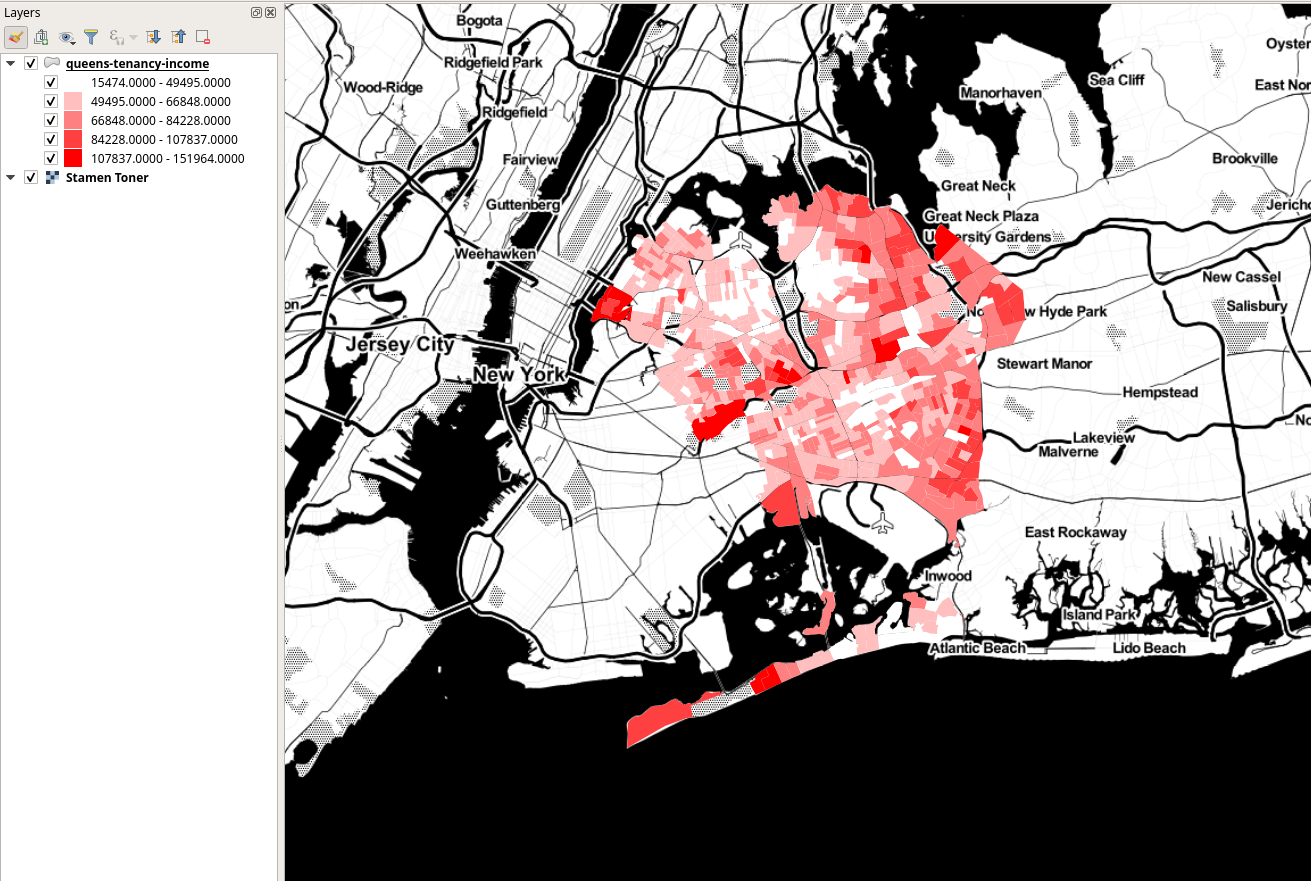 Layers
queens-tenancy-income
15474.0000 - 49495.0000
49495.0000 - 66848.0000
66848.0000 - 84228.0000
84228.0000 - 107837.0000
107837.0000 - 151964.0000
Stamen Toner
Bogota
Ridgefield Park
Wood-Ridge
Ridgefield
Fairview
Guttenberg
Weehawken
Jersey City
New York
Oyster
Sea Cliff
East Nor
Manorhaven
Brookville
Great Neck
Jericho
Great Neck Plaza
University Gardens
New Cassel
Salisbury
w Hyde Park
Stewart Manor
Hempstead
Lakeview
Malverne
East Rockaway
Inwood
Island Park
Atlantic Beach
Lido Beach